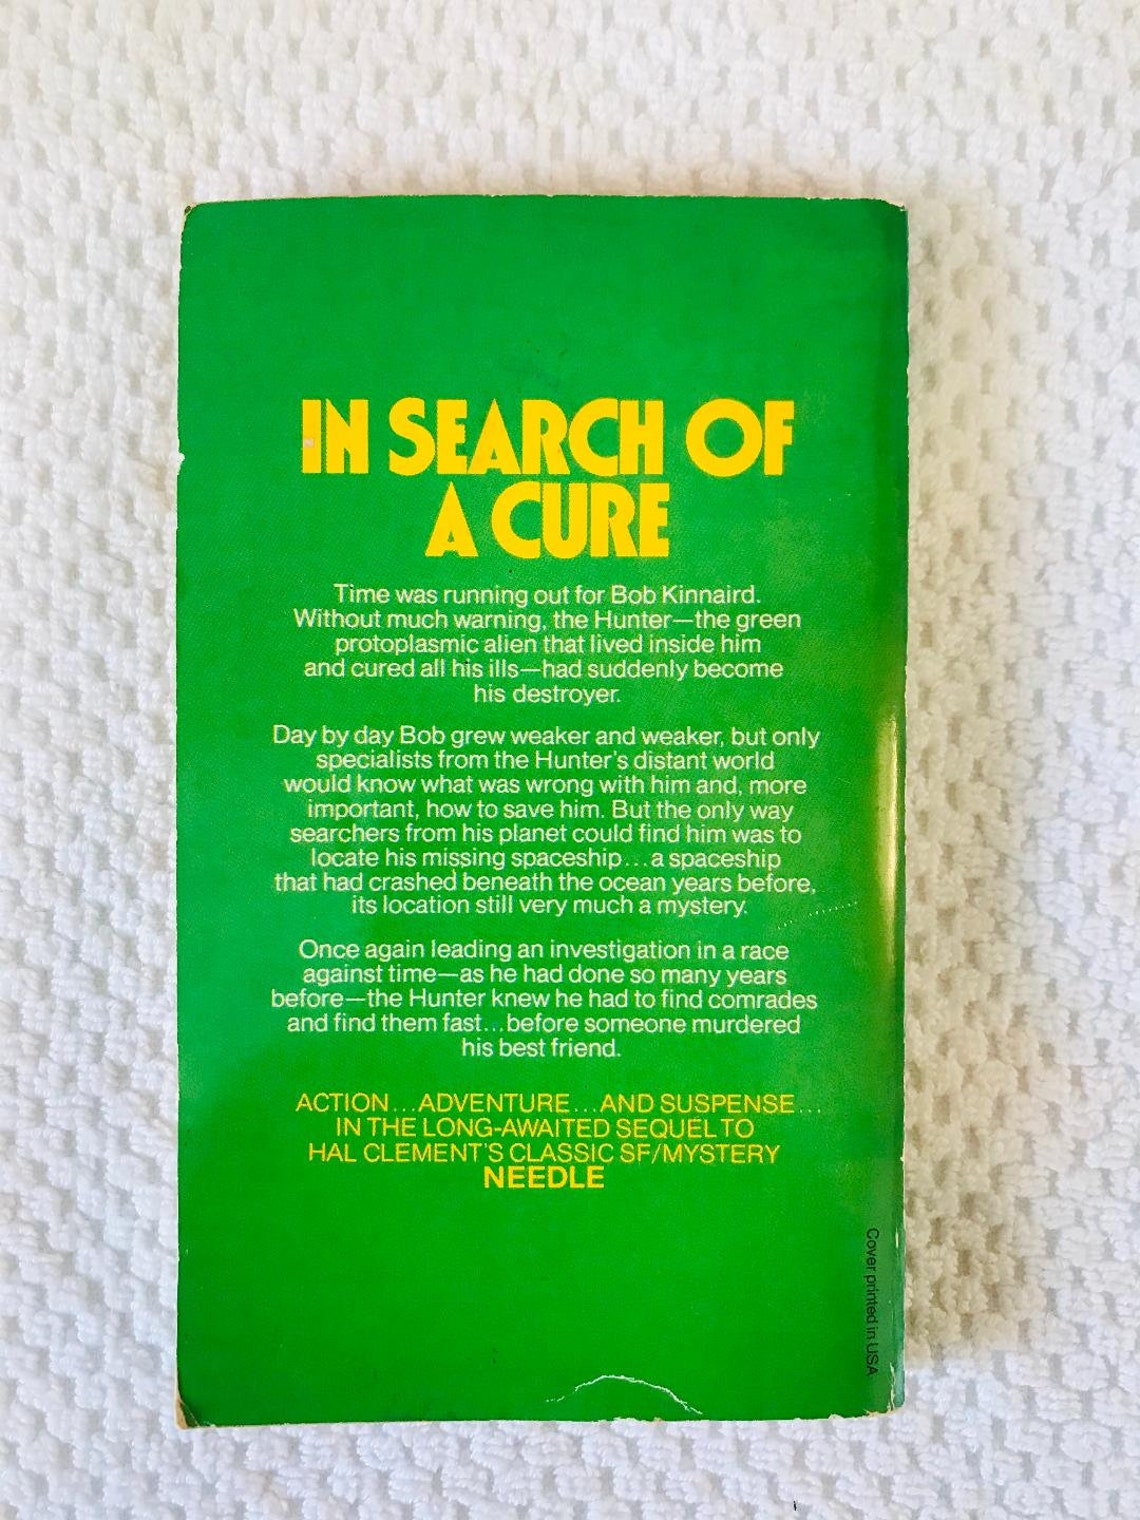 IN SEARCH OF
A CURE
Time was running out for Bob Kinnaird.
Without much warning, the Hunter—the green
protoplasmic alien that lived inside him
and cured all his ills—had suddenly become
his destroyer.
Day by day Bob grew weaker and weaker, but only
specialists from the Hunter's distant world
would know what was wrong with him and, more
important, how to save him. But the only way
searchers from his planet could find him was to
locate his missing spaceship...a spaceship
that had crashed beneath the ocean years before,
its location still very much a mystery.
Once again leading an investigation in a race
against time—as he had done so many years
before—the Hunter knew he had to find comrades
and find them fast...before someone murdered
his best friend.
ACTION...ADVENTURE...AND SUSPENSE...
IN THE LONG-AWAITED SEQUEL TO
HAL CLEMENT'S CLASSIC SF/MYSTERY
NEEDLE
Cover printed in USA